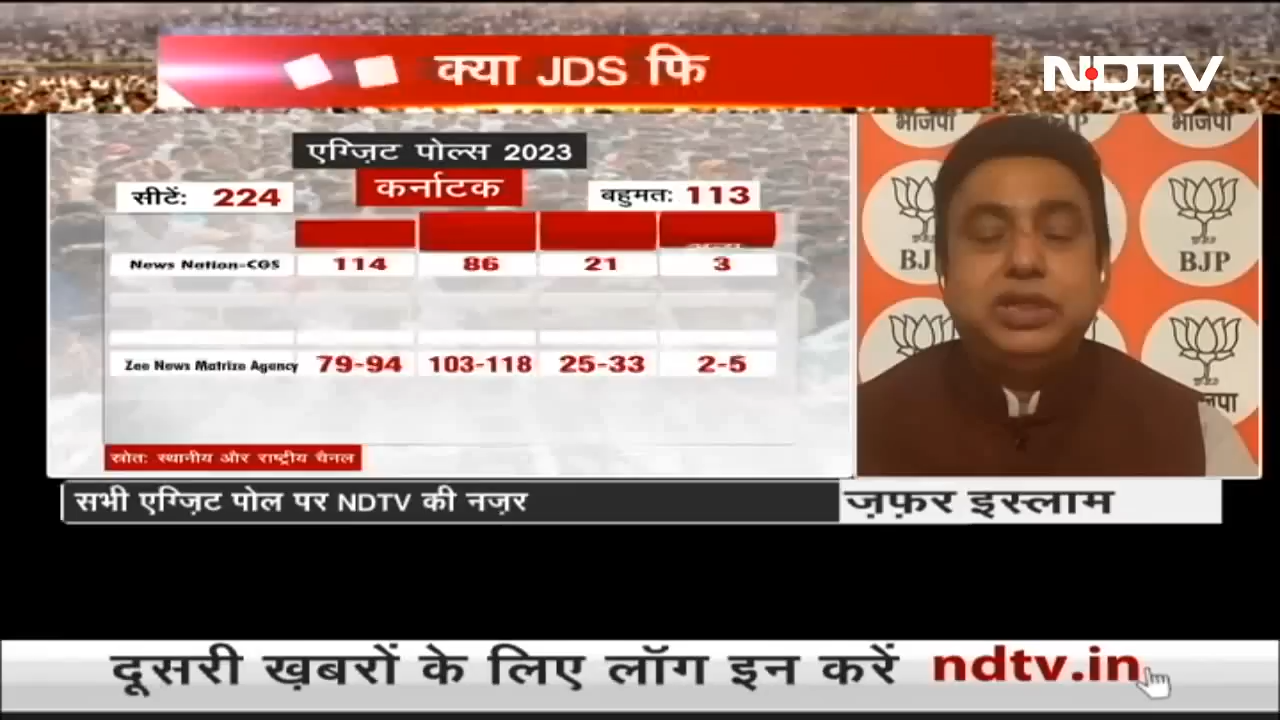 क्या JDS फि
NDTV
एग्ज़िट पोल्स 2023
सीटें: 224
कर्नाटक
बहुमत: 113
News Nation-CGS 114 86 21 3
Zee News Matrize Agency 79-94 103-118 25-33 2-5
स्रोत: स्थानीय और राष्ट्रीय चैनल
भाजपा
भाजपा
BJP
BJP
सभी एग्ज़िट पोल पर NDTV की नज़र
ज़फ़र इस्लाम
दूसरी ख़बरों के लिए लॉग इन करें ndtv.in